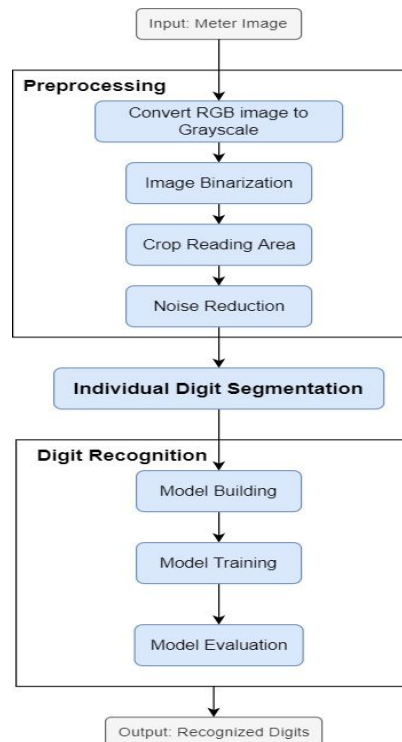 Input: Meter Image
Preprocessing
Convert RGB image to
Grayscale
Image Binarization
Crop Reading Area
Noise Reduction
Individual Digit Segmentation
Digit Recognition
Model Building
Model Training
Model Evaluation
Output: Recognized Digits